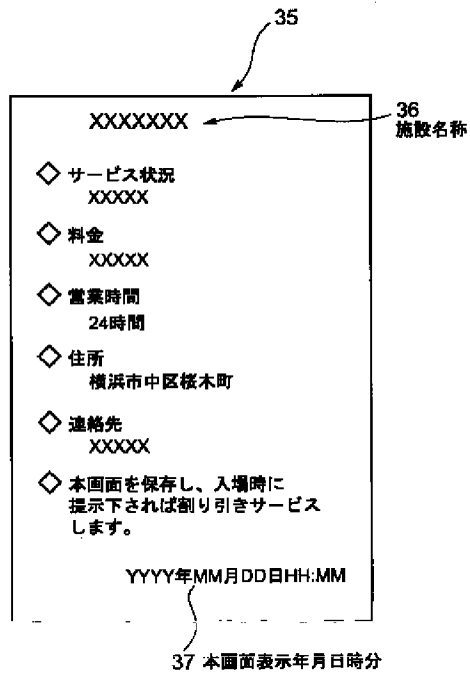 35
XXXXXXX
36
施設名称
◇ サービス状況
XXXXX
◇ 料金
XXXXX
◇ 営業時間
24時間
◇ 住所
横浜市中区桜木町
◇ 連絡先
XXXXX
◇ 本画面を保存し、入場時に
提示下されば割り引きサービス
します。
YYYY年MM月DD日HH:MM
37 本画面表示年月日時分